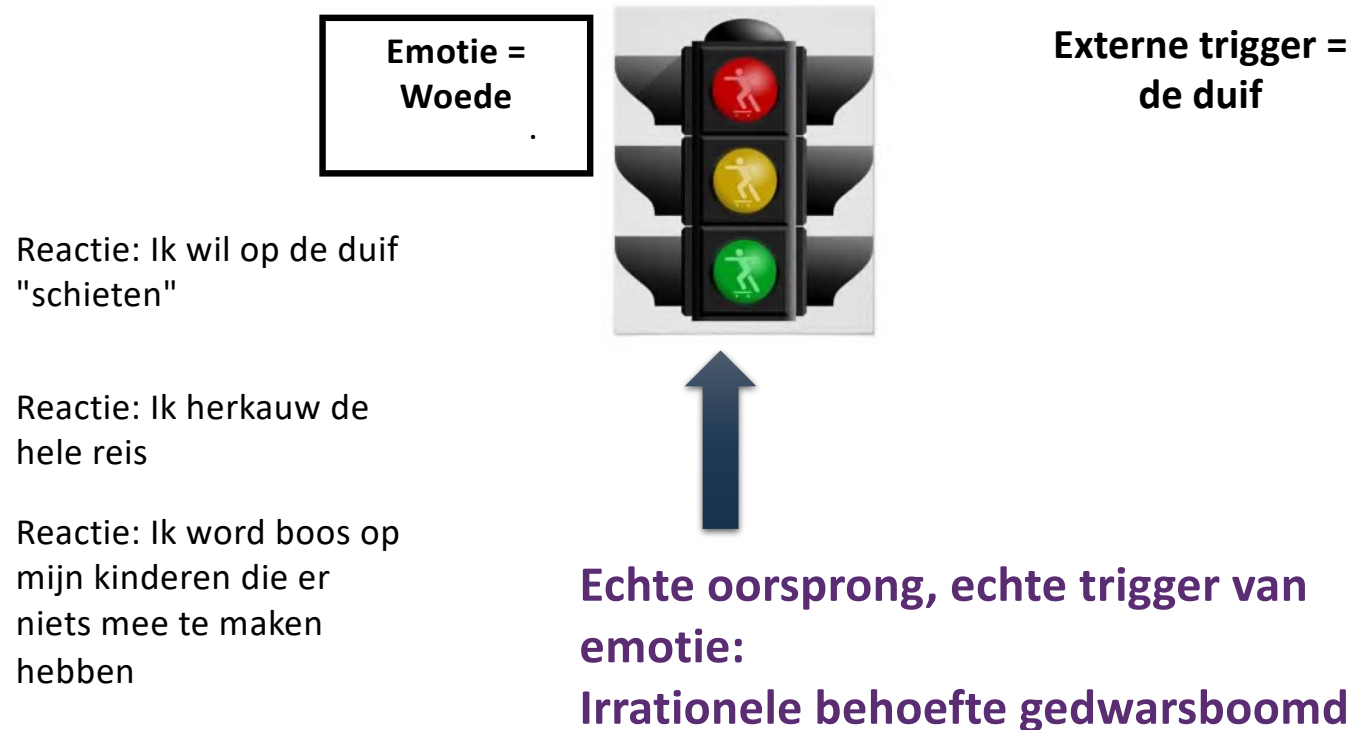 Emotie =
Woede
.
Externe trigger =
de duif
Reactie: Ik wil op de duif
"schieten"
Reactie: Ik herkauw de
hele reis
Reactie: Ik word boos op
mijn kinderen die er
niets mee te maken
hebben
Echte oorsprong, echte trigger van
emotie:
Irrationele behoefte gedwarsboomd